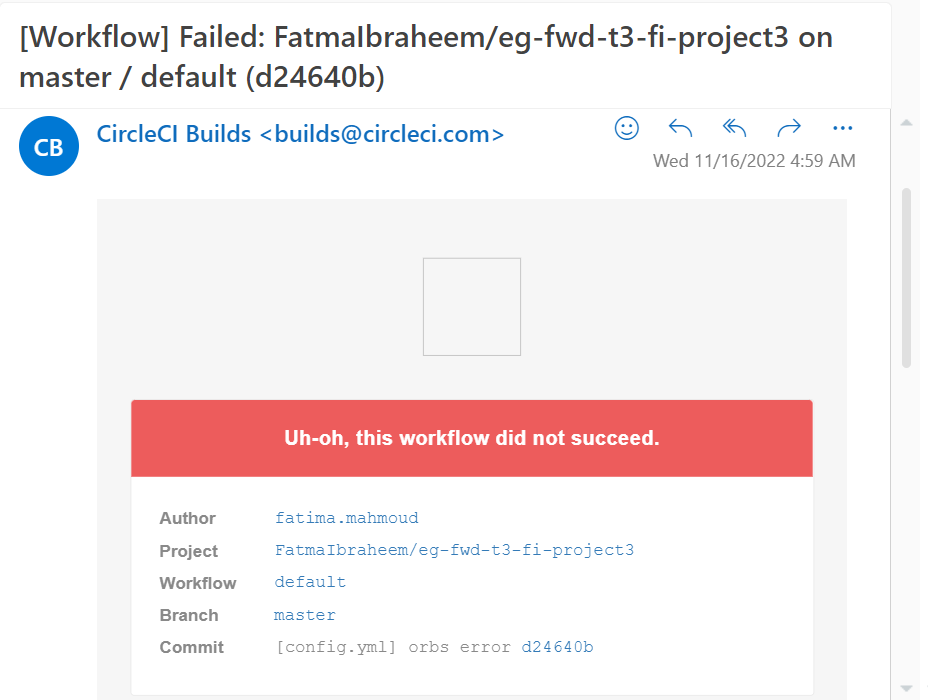 [Workflow] Failed: FatmaIbraheem/eg-fwd-t3-fi-project3 on
master / default (d24640b)
CB
CircleCI Builds <builds@circleci.com>
Wed 11/16/2022 4:59 AM
Uh-oh, this workflow did not succeed.
Author fatima.mahmoud
Project FatmaIbraheem/eg-fwd-t3-fi-project3
Workflow default
Branch master
Commit [config.yml] orbs error d24640b